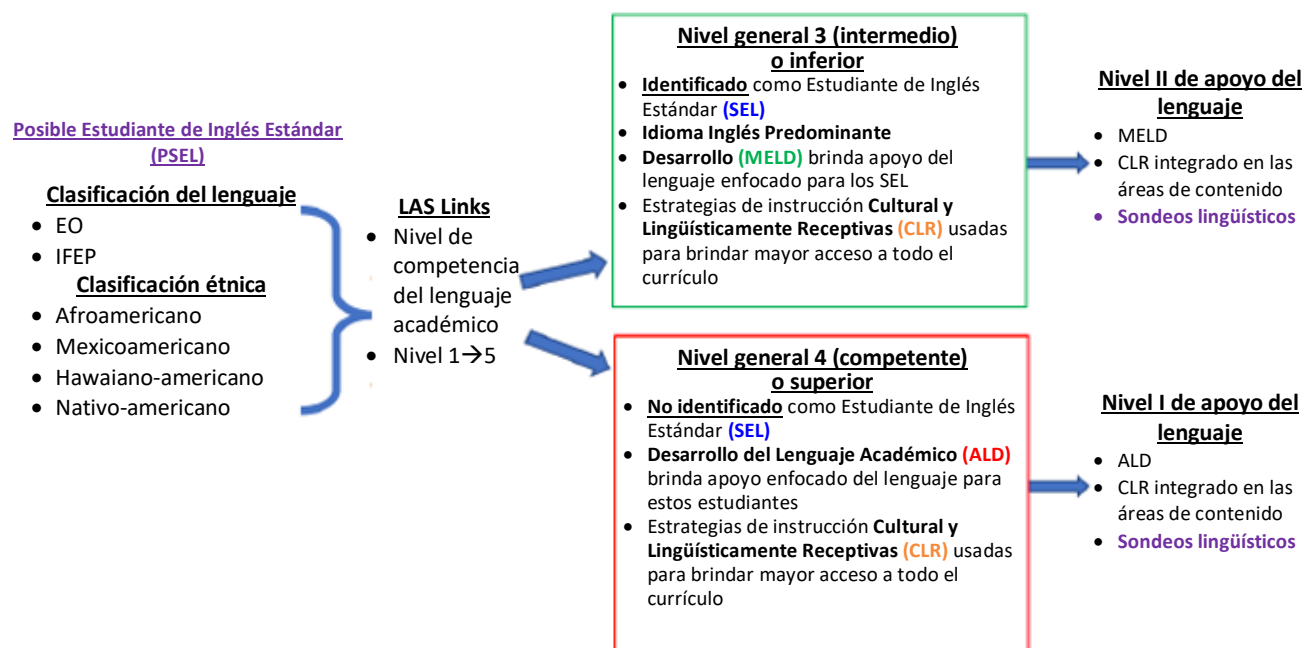 Posible Estudiante de Inglés Estándar
(PSEL)
Clasificación del lenguaje
• EO
• IFEP
Clasificación étnica
• Afroamericano
• Mexicoamericano
• Hawaiano-americano
• Nativo-americano
LAS Links
• Nivel de
competencia
del lenguaje
académico
• Nivel 1→5
Nivel general 3 (intermedio)
o inferior
• Identificado como Estudiante de Inglés
Estándar (SEL)
• Idioma Inglés Predominante
• Desarrollo (MELD) brinda apoyo del
lenguaje enfocado para los SEL
• Estrategias de instrucción Cultural y
Lingüísticamente Receptivas (CLR) usadas
para brindar mayor acceso a todo el
currículo
Nivel II de apoyo del
lenguaje
• MELD
• CLR integrado en las
áreas de contenido
• Sondeos lingüísticos
Nivel general 4 (competente)
o superior
• No identificado como Estudiante de Inglés
Estándar (SEL)
• Desarrollo del Lenguaje Académico (ALD)
brinda apoyo enfocado del lenguaje para
estos estudiantes
• Estrategias de instrucción Cultural y
Lingüísticamente Receptivas (CLR) usadas
para brindar mayor acceso a todo el
currículo
Nivel I de apoyo del
lenguaje
• ALD
• CLR integrado en las
áreas de contenido
• Sondeos lingüísticos